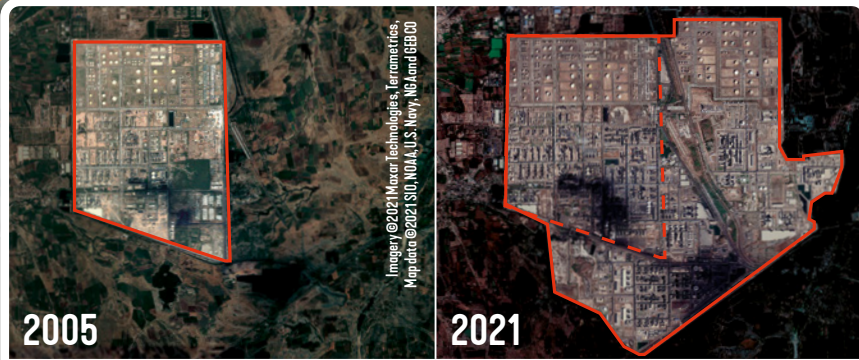 Imagery ©2021 Maxar Technologies, Terrametrics,
Map data ©2021 SIO, NOAA, U.S. Navy, NGA and GEBCO
2005
2021